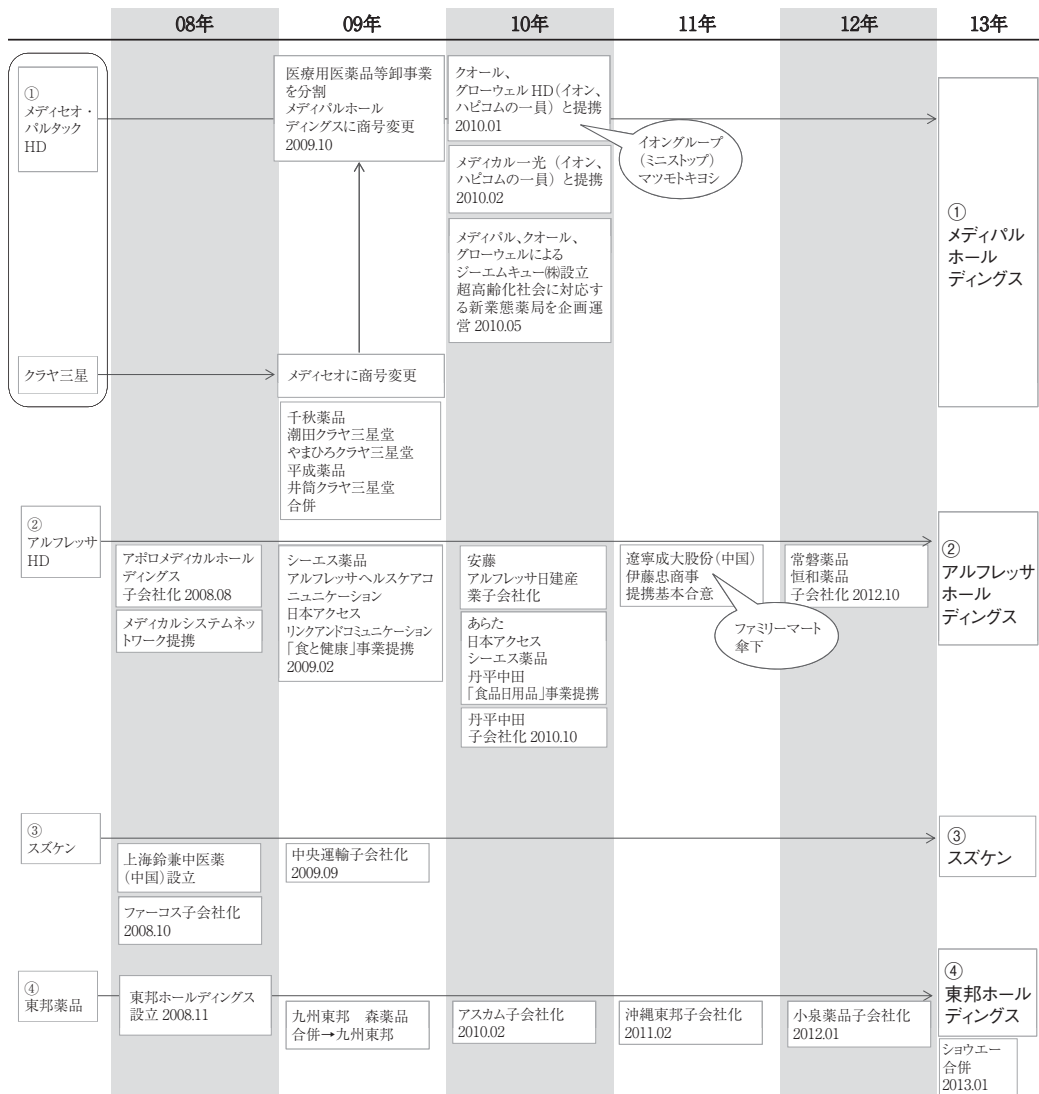 08年
09年
10年
11年
12年
13年
①
メディセオ・
パルタック
HD
医療用医薬品等卸事業
を分割
メディパルホール
ディングスに商号変更
2009.10
クオール、
グローウェル HD(イオン、
ハピコムの一員)と提携
2010.01
イオングループ
(ミニストップ)
マツモトキヨシ
メディカル一光(イオン、
ハピコムの一員)と提携
2010.02
メディパル、クオール、
グローウェルによる
ジーエムキュー㈱設立
超高齢化社会に対応す
る新業態薬局を企画運
営 2010.05
①
メディパル
ホール
ディングス
クラヤ三星
メディセオに商号変更
千秋薬品
潮田クラヤ三星堂
やまひろクラヤ三星堂
平成薬品
井筒クラヤ三星堂
合併
②
アルフレッサ
HD
アポロメディカルホール
ディングス
子会社化 2008.08
メディカルシステムネッ
トワーク提携
シーエス薬品
アルフレッサヘルスケアコ
ニュニケーション
日本アクセス
リンクアンドコミュニケーション
「食と健康」事業提携
2009.02
安藤
アルフレッサ日建産
業子会社化
あらた
日本アクセス
シーエス薬品
丹平中田
「食品日用品」事業提携
丹平中田
子会社化 2010.10
遼寧成大股份(中国)
伊藤忠商事
提携基本合意
ファミリーマート
傘下
常磐薬品
恒和薬品
子会社化 2012.10
②
アルフレッサ
ホール
ディングス
③
スズケン
上海鈴兼中医薬
(中国)設立
ファーコス子会社化
2008.10
中央運輸子会社化
2009.09
③
スズケン
④
東邦薬品
東邦ホールディングス
設立 2008.11
九州東邦 森薬品
合併→九州東邦
アスカム子会社化
2010.02
沖縄東邦子会社化
2011.02
小泉薬品子会社化
2012.01
④
東邦ホール
ディングス
ショウエー
合併
2013.01